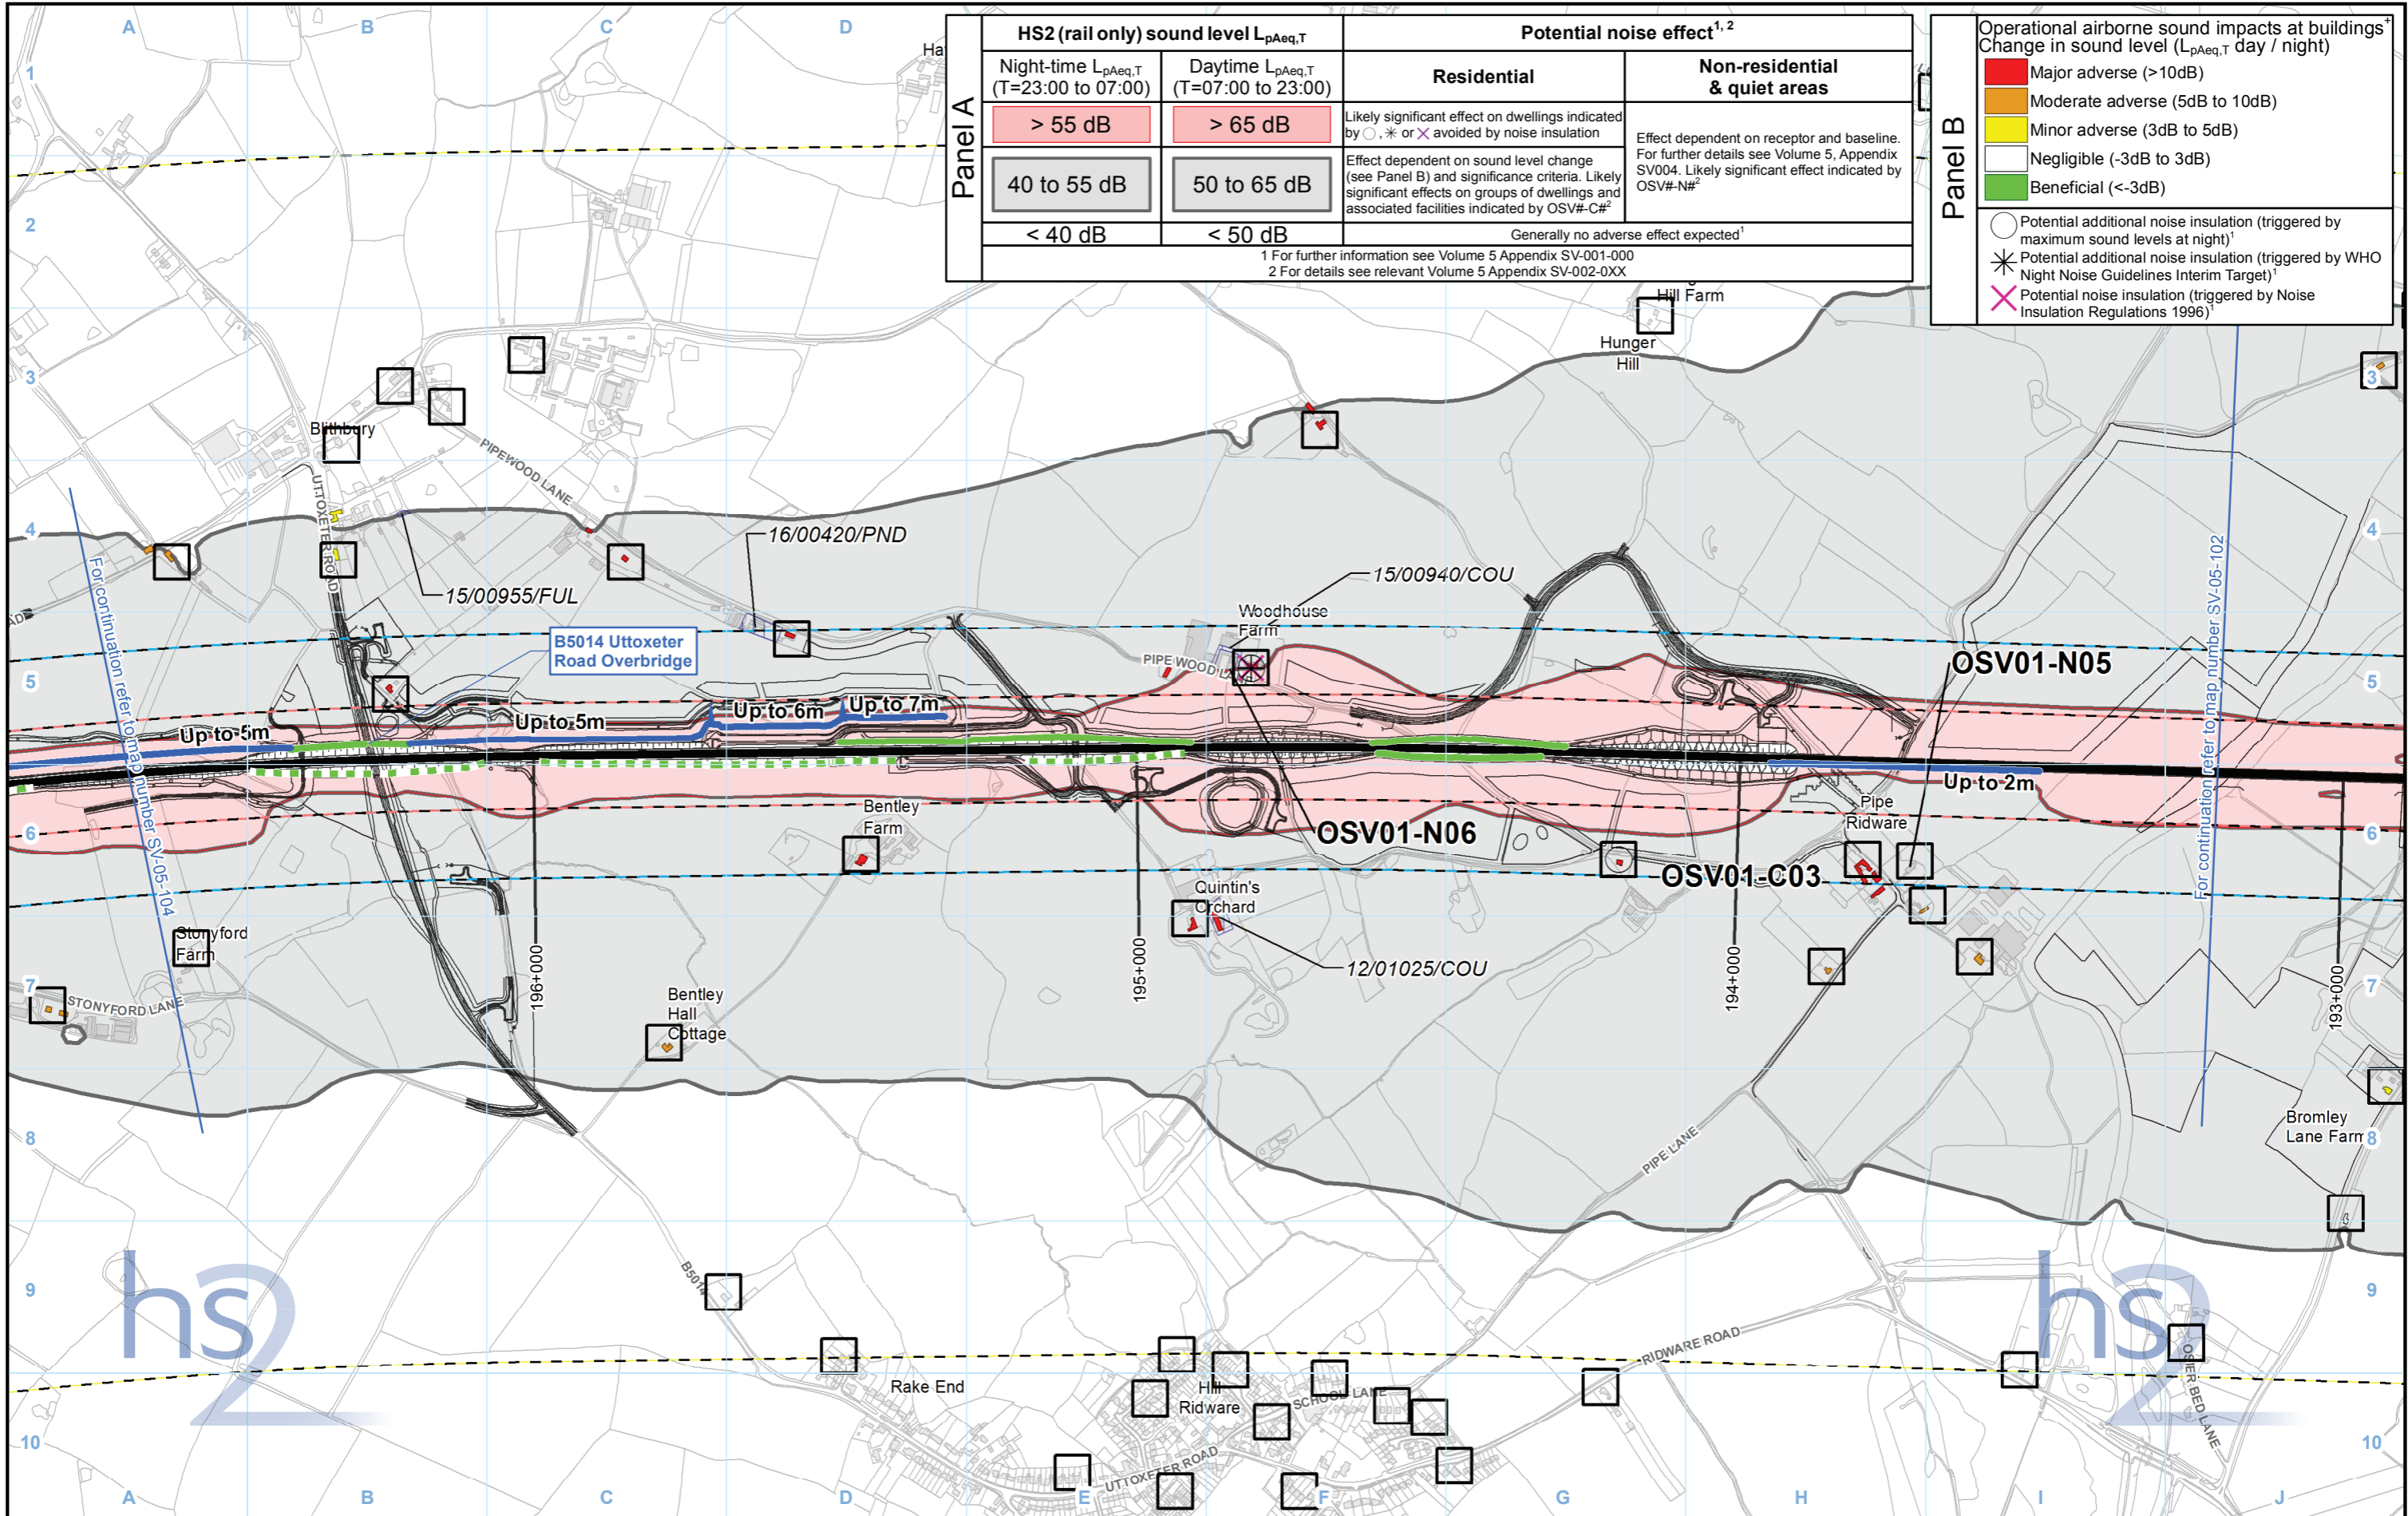 A
B
C
D
Ha
Panel A
HS2 (rail only) sound level LpAeq,T
Potential noise effect1, 2
Night-time LpAeq,T
(T=23:00 to 07:00)
Daytime LpAeq,T
(T=07:00 to 23:00)
Residential
Non-residential
& quiet areas
> 55 dB
> 65 dB
Likely significant effect on dwellings indicated
by ○, ✳ or ✕ avoided by noise insulation
Effect dependent on receptor and baseline.
For further details see Volume 5, Appendix
SV004. Likely significant effect indicated by
OSV#-N#2
40 to 55 dB
50 to 65 dB
Effect dependent on sound level change
(see Panel B) and significance criteria. Likely
significant effects on groups of dwellings and
associated facilities indicated by OSV#-C#2
< 40 dB
< 50 dB
Generally no adverse effect expected1
1 For further information see Volume 5 Appendix SV-001-000
2 For details see relevant Volume 5 Appendix SV-002-0XX
Panel B
Operational airborne sound impacts at buildings+
Change in sound level (LpAeq,T day / night)
Major adverse (>10dB)
Moderate adverse (5dB to 10dB)
Minor adverse (3dB to 5dB)
Negligible (-3dB to 3dB)
Beneficial (<-3dB)
Potential additional noise insulation (triggered by
maximum sound levels at night)1
Potential additional noise insulation (triggered by WHO
Night Noise Guidelines Interim Target)1
Potential noise insulation (triggered by Noise
Insulation Regulations 1996)1
1
2
Hill Farm
Hunger
Hill
3
3
Blithbury
PIPEWOOD LANE
UTTOXETER ROAD
4
4
16/00420/PND
15/00940/COU
15/00955/FUL
Woodhouse
Farm
AD
B5014 Uttoxeter
Road Overbridge
PIPE WOOD L
OSV01-N05
5
5
Up to 5m
Up to 5m
Up to 6m
Up to 7m
Up to 2m
For continuation refer to map number SV-05-104
For continuation refer to map number SV-05-102
Bentley
Farm
Pipe
Ridware
6
6
OSV01-N06
OSV01-C03
Quintin's
Orchard
Stonyford
Farm
196+000
195+000
194+000
193+000
12/01025/COU
7
7
STONYFORD LANE
Bentley
Hall
Cottage
Bromley
Lane Farm
8
8
PIPE LANE
B5014
9
9
hs2
hs2
RIDWARE ROAD
OSIER BED LANE
Rake End
Hill
Ridware
SCHOOL LANE
10
10
UTTOXETER ROAD
A
B
C
D
E
F
G
H
I
J